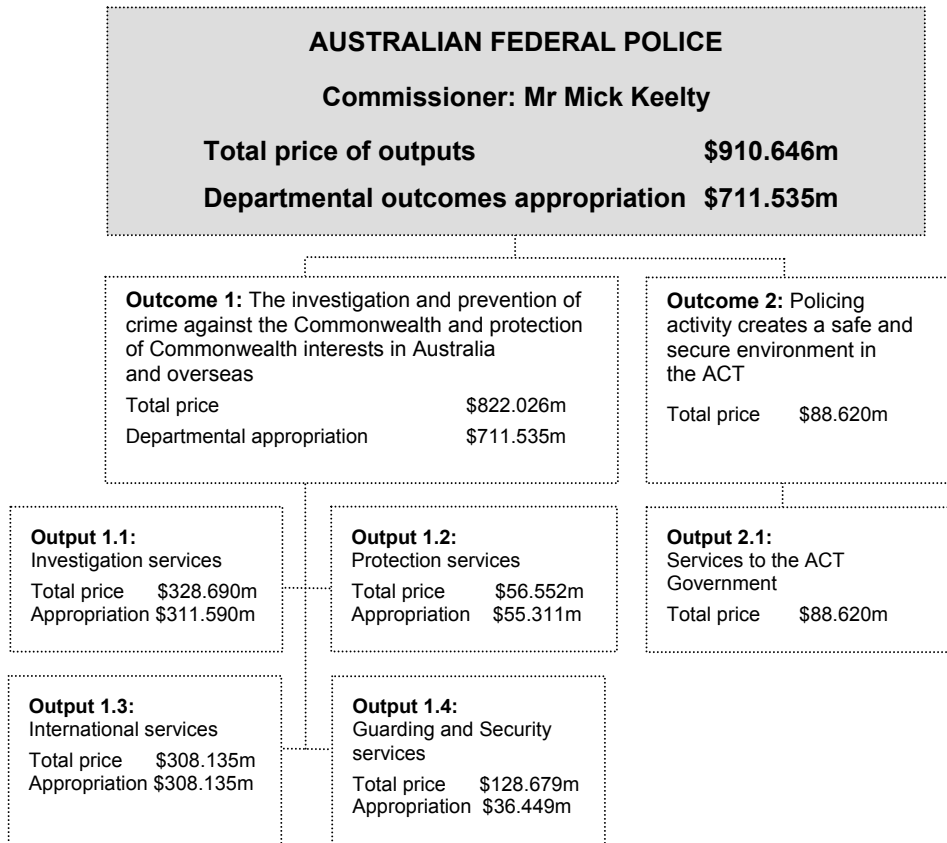 AUSTRALIAN FEDERAL POLICE
Commissioner: Mr Mick Keelty
Total price of outputs $910.646m
Departmental outcomes appropriation $711.535m
Outcome 1: The investigation and prevention of
crime against the Commonwealth and protection
of Commonwealth interests in Australia
and overseas
Total price $822.026m
Departmental appropriation $711.535m
Outcome 2: Policing
activity creates a safe and
secure environment in
the ACT
Total price $88.620m
Output 1.1:
Investigation services
Total price $328.690m
Appropriation $311.590m
Output 1.2:
Protection services
Total price $56.552m
Appropriation $55.311m
Output 2.1:
Services to the ACT
Government
Total price $88.620m
Output 1.3:
International services
Total price $308.135m
Appropriation $308.135m
Output 1.4:
Guarding and Security
services
Total price $128.679m
Appropriation $36.449m